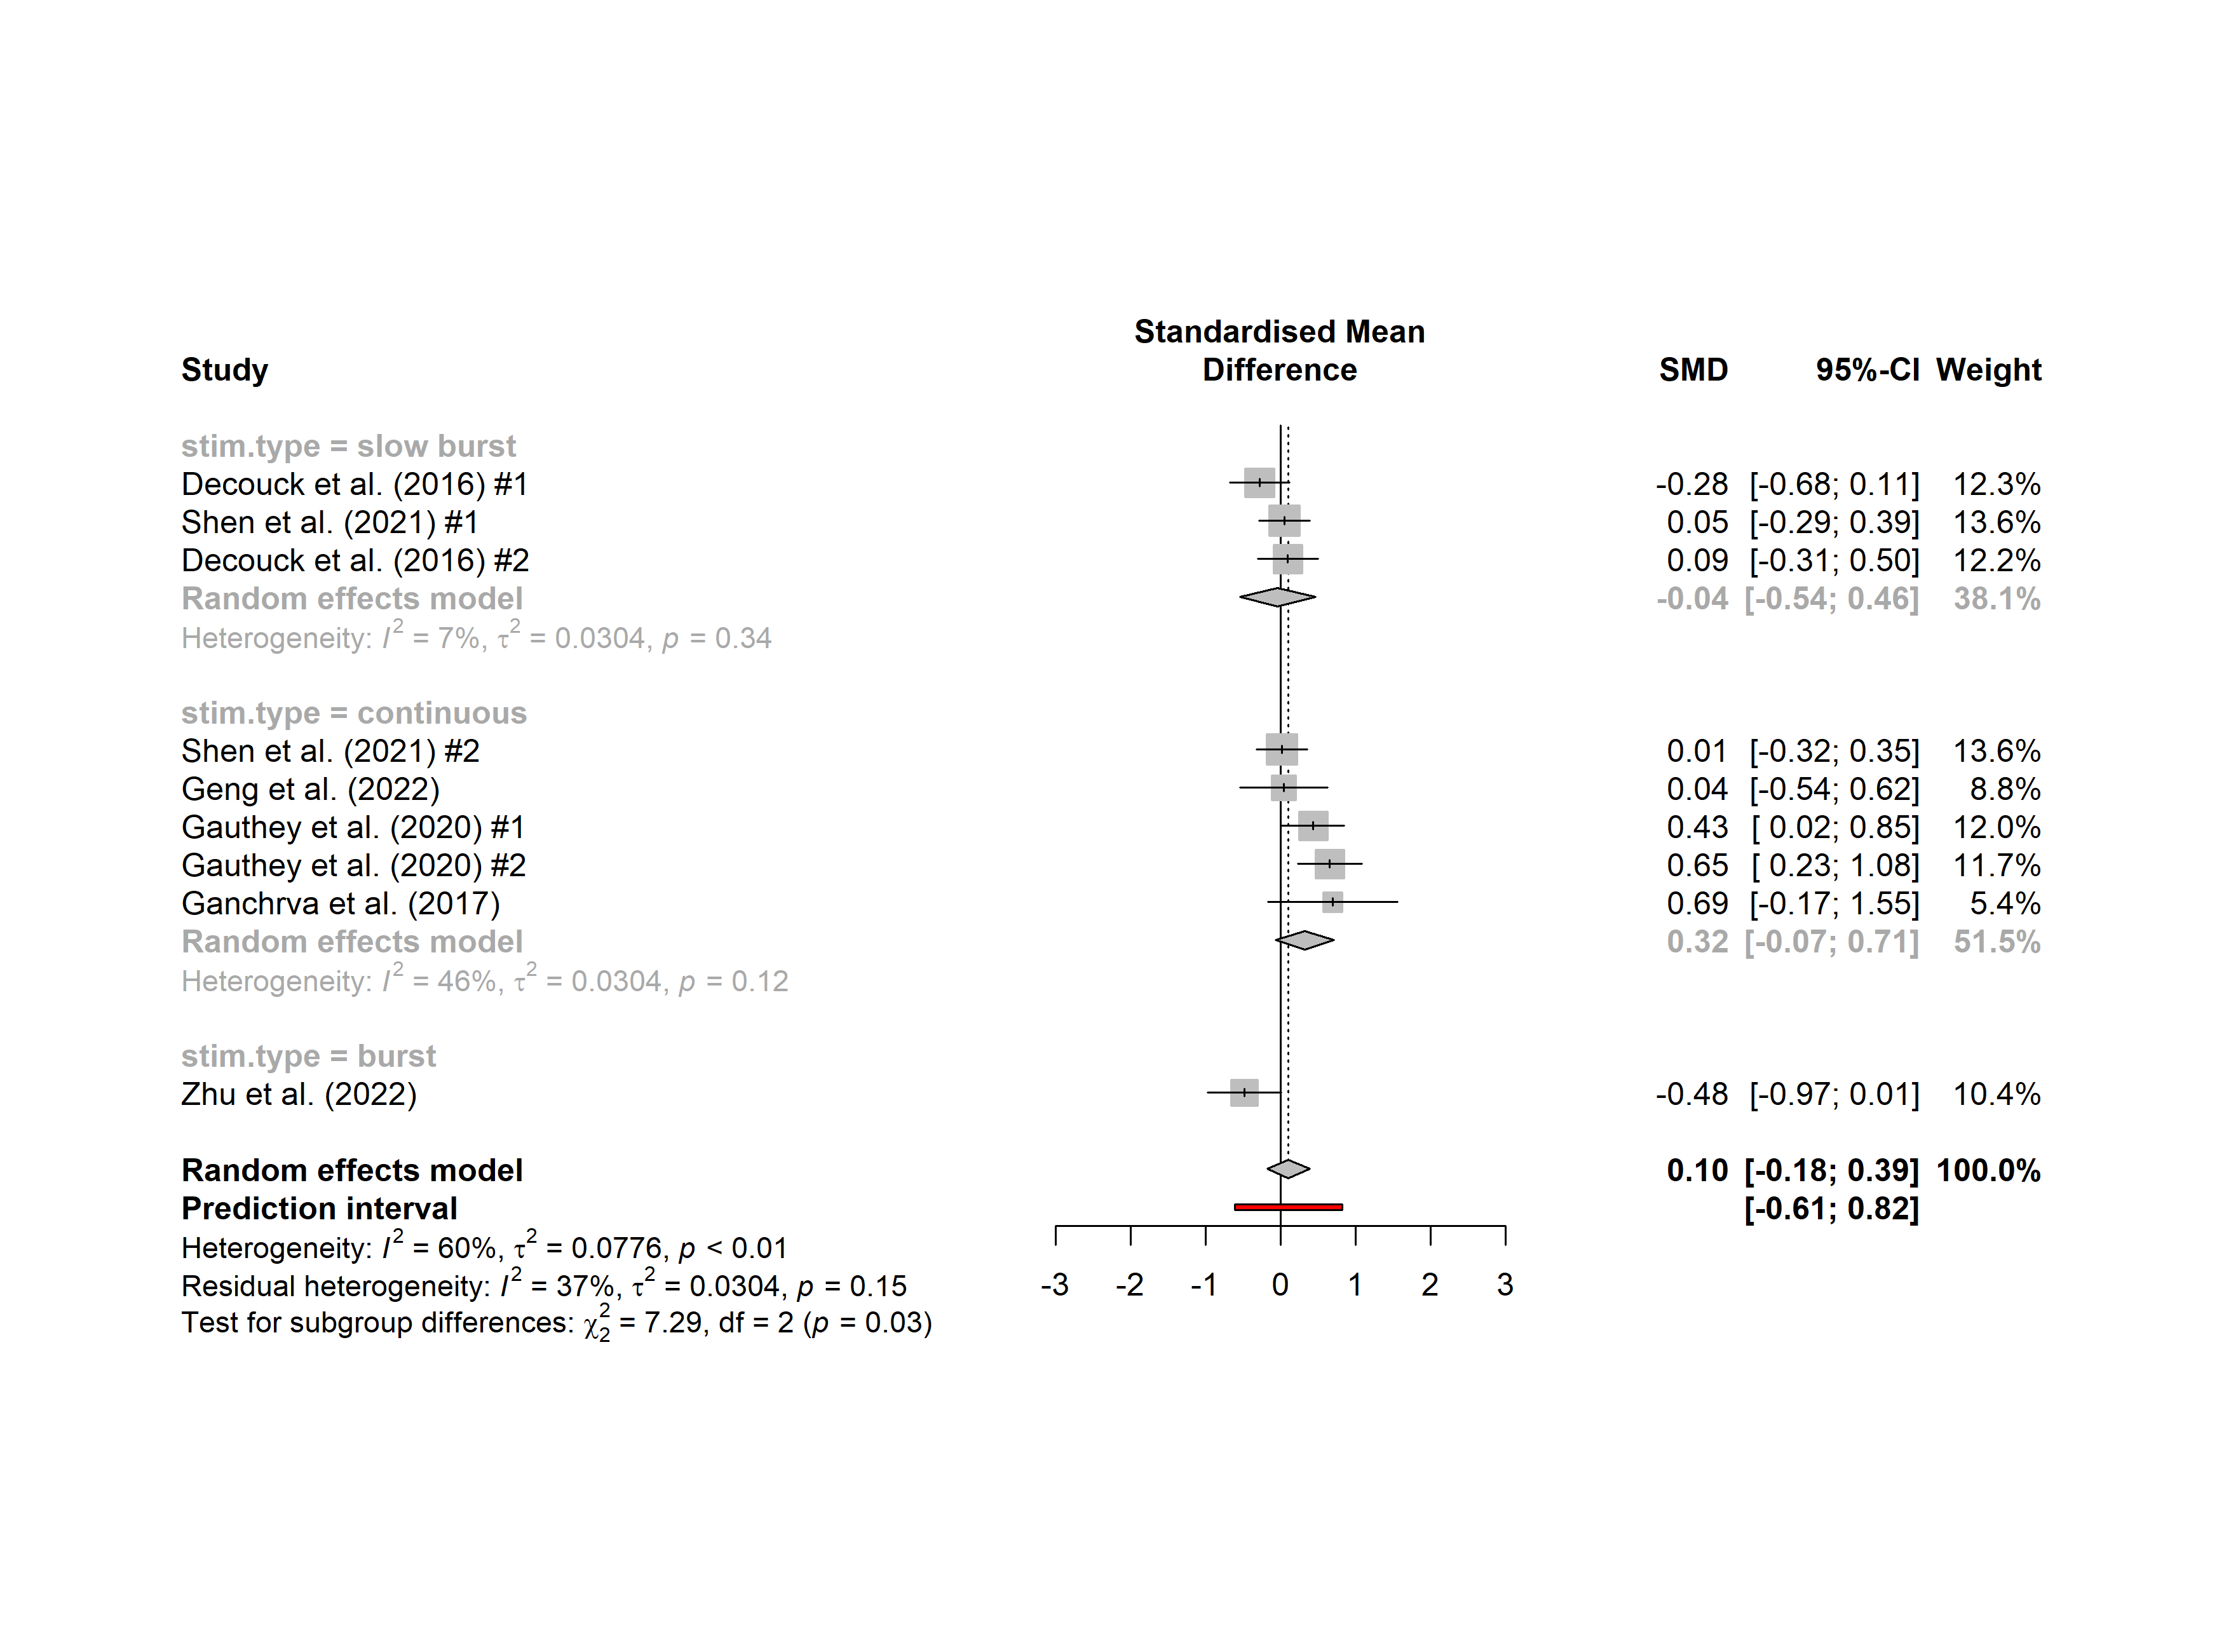 Standardised Mean
Study Difference SMD 95%-CI Weight
stim.type = slow burst
Decouck et al. (2016) #1 -0.28 [-0.68; 0.11] 12.3%
Shen et al. (2021) #1 0.05 [-0.29; 0.39] 13.6%
Decouck et al. (2016) #2 0.09 [-0.31; 0.50] 12.2%
Random effects model -0.04 [-0.54; 0.46] 38.1%
Heterogeneity: I² = 7%, τ² = 0.0304, p = 0.34
stim.type = continuous
Shen et al. (2021) #2 0.01 [-0.32; 0.35] 13.6%
Geng et al. (2022) 0.04 [-0.54; 0.62] 8.8%
Gauthey et al. (2020) #1 0.43 [ 0.02; 0.85] 12.0%
Gauthey et al. (2020) #2 0.65 [ 0.23; 1.08] 11.7%
Ganchrva et al. (2017) 0.69 [-0.17; 1.55] 5.4%
Random effects model 0.32 [-0.07; 0.71] 51.5%
Heterogeneity: I² = 46%, τ² = 0.0304, p = 0.12
stim.type = burst
Zhu et al. (2022) -0.48 [-0.97; 0.01] 10.4%
Random effects model 0.10 [-0.18; 0.39] 100.0%
Prediction interval [-0.61; 0.82]
Heterogeneity: I² = 60%, τ² = 0.0776, p < 0.01
Residual heterogeneity: I² = 37%, τ² = 0.0304, p = 0.15
-3 -2 -1 0 1 2 3
Test for subgroup differences: χ²₂ = 7.29, df = 2 (p = 0.03)